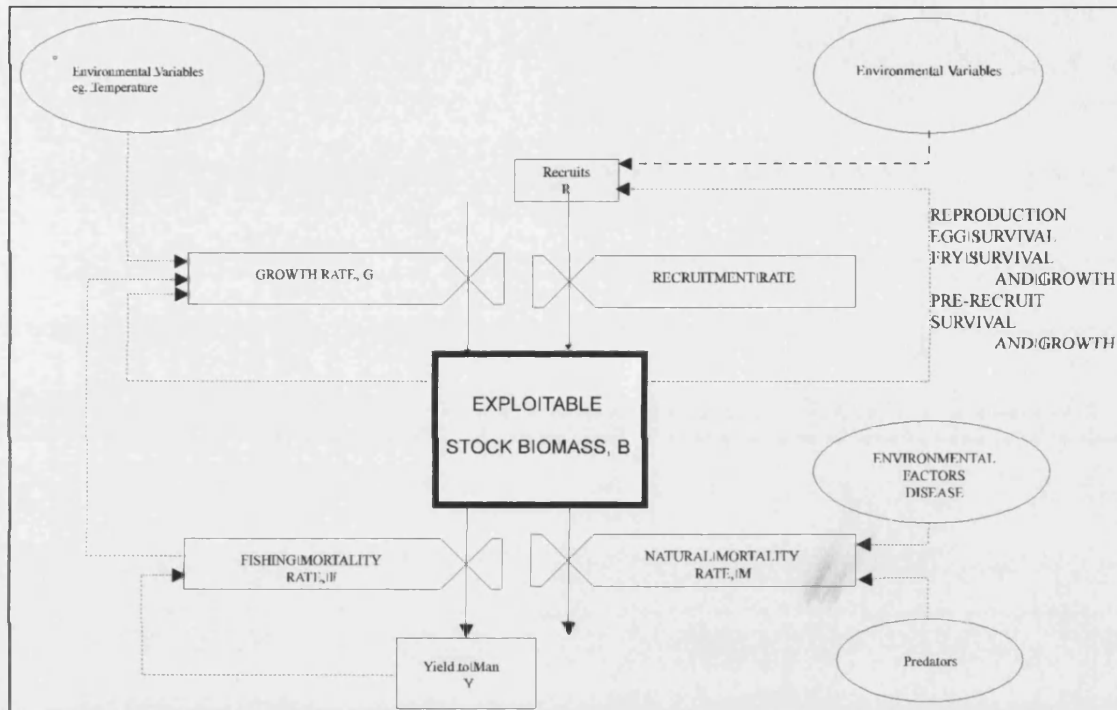 Environmental Variables
eg. Temperature
Environmental Variables
Recruits
R
REPRODUCTION
EGG SURVIVAL
FRY SURVIVAL
AND GROWTH
PRE-RECRUIT
SURVIVAL
AND GROWTH
GROWTH RATE, G
RECRUITMENT RATE
EXPLOITABLE
STOCK BIOMASS, B
ENVIRONMENTAL
FACTORS
DISEASE
FISHING MORTALITY
RATE, F
NATURAL MORTALITY
RATE, M
Yield to Man
Y
Predators